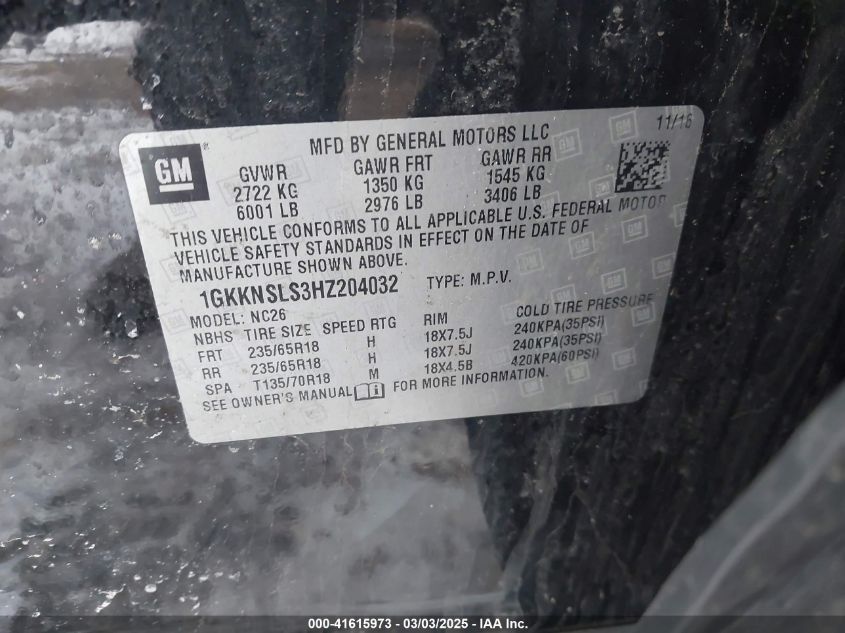 MFD BY GENERAL MOTORS LLC 11/16
GM
GVWR GAWR FRT GAWR RR
2722 KG 1350 KG 1545 KG
6001 LB 2976 LB 3406 LB
THIS VEHICLE CONFORMS TO ALL APPLICABLE U.S. FEDERAL MOTOR
VEHICLE SAFETY STANDARDS IN EFFECT ON THE DATE OF
MANUFACTURE SHOWN ABOVE.
1GKKNSLS3HZ204032 TYPE: M.P.V.
MODEL: NC26
NBHS TIRE SIZE SPEED RTG RIM COLD TIRE PRESSURE
FRT 235/65R18 H 18X7.5J 240KPA(35PSI)
RR 235/65R18 H 18X7.5J 240KPA(35PSI)
SPA T135/70R18 M 18X4.5B 420KPA(60PSI)
SEE OWNER'S MANUAL FOR MORE INFORMATION.
000-41615973 - 03/03/2025 - IAA Inc.